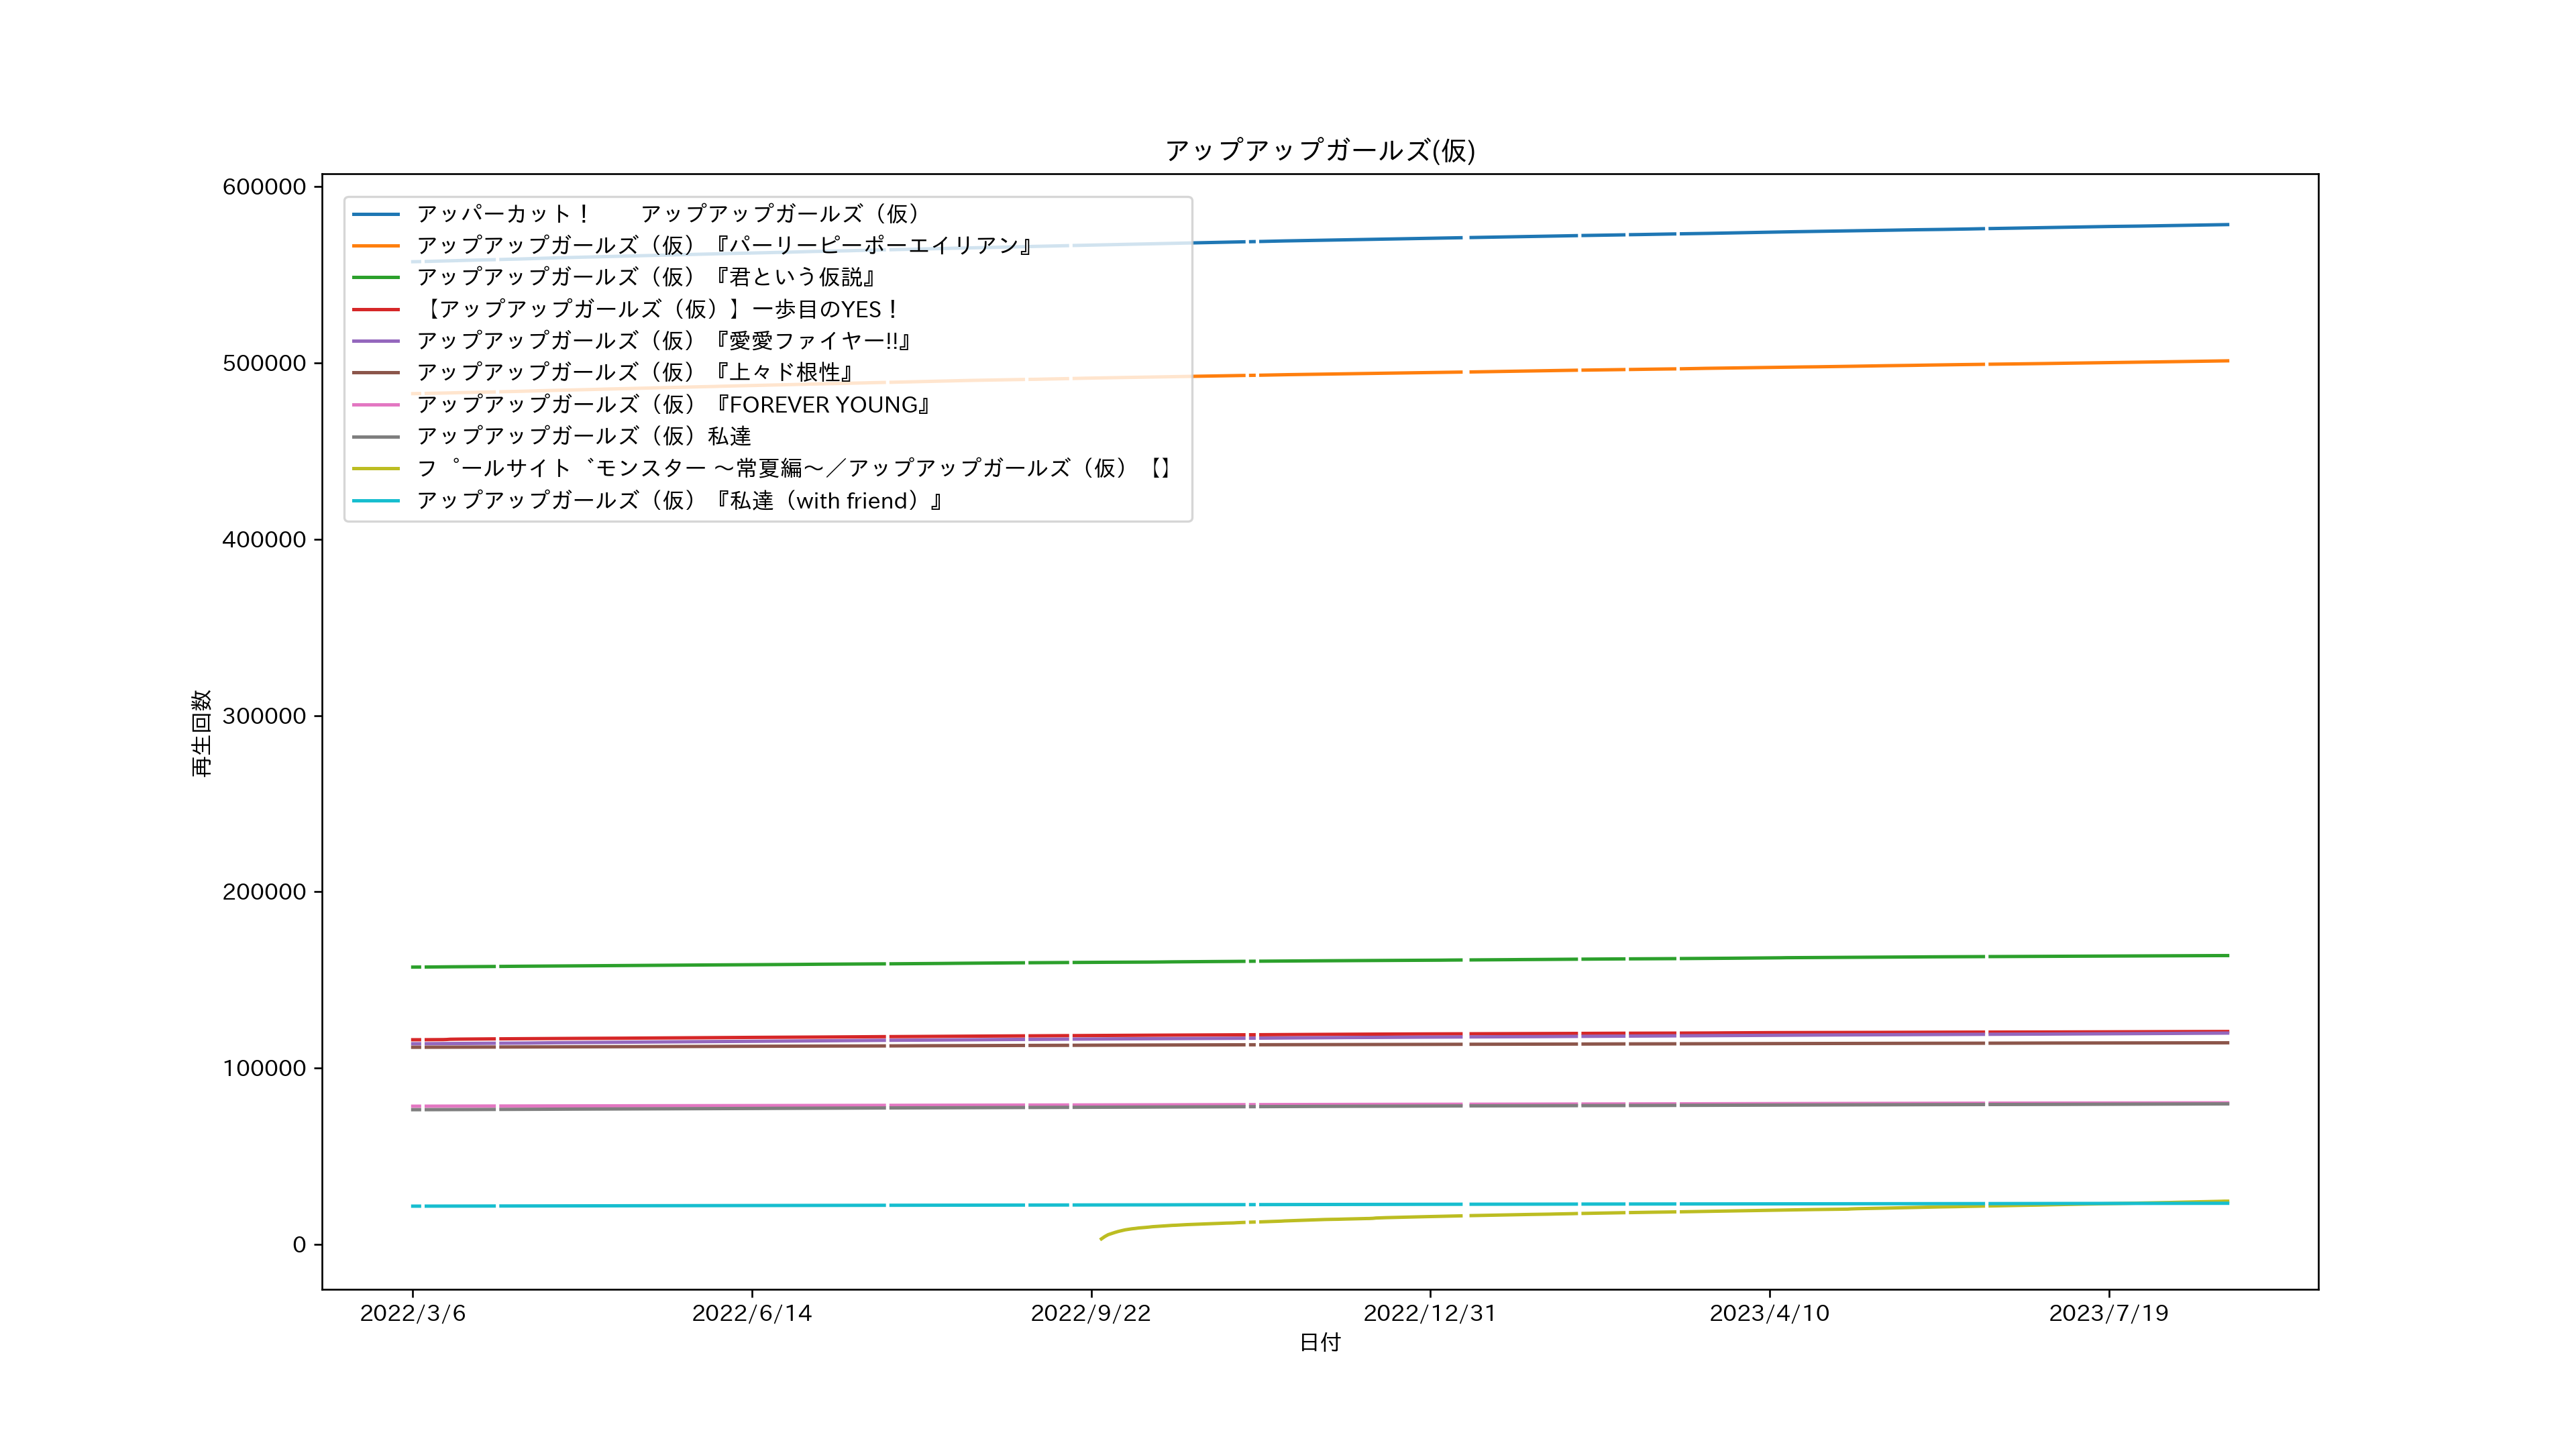 アップアップガールズ(仮)
600000
500000
400000
300000
200000
100000
0
再生回数
アッパーカット！　　アップアップガールズ（仮）
アップアップガールズ（仮）『パーリーピーポーエイリアン』
アップアップガールズ（仮）『君という仮説』
【アップアップガールズ（仮）】一歩目のYES！
アップアップガールズ（仮）『愛愛ファイヤー!!』
アップアップガールズ（仮）『上々ド根性』
アップアップガールズ（仮）『FOREVER YOUNG』
アップアップガールズ（仮）私達
フ゜ールサイト゛モンスター 〜常夏編〜／アップアップガールズ（仮）【】
アップアップガールズ（仮）『私達（with friend）』
2022/3/6 2022/6/14 2022/9/22 2022/12/31 2023/4/10 2023/7/19
日付